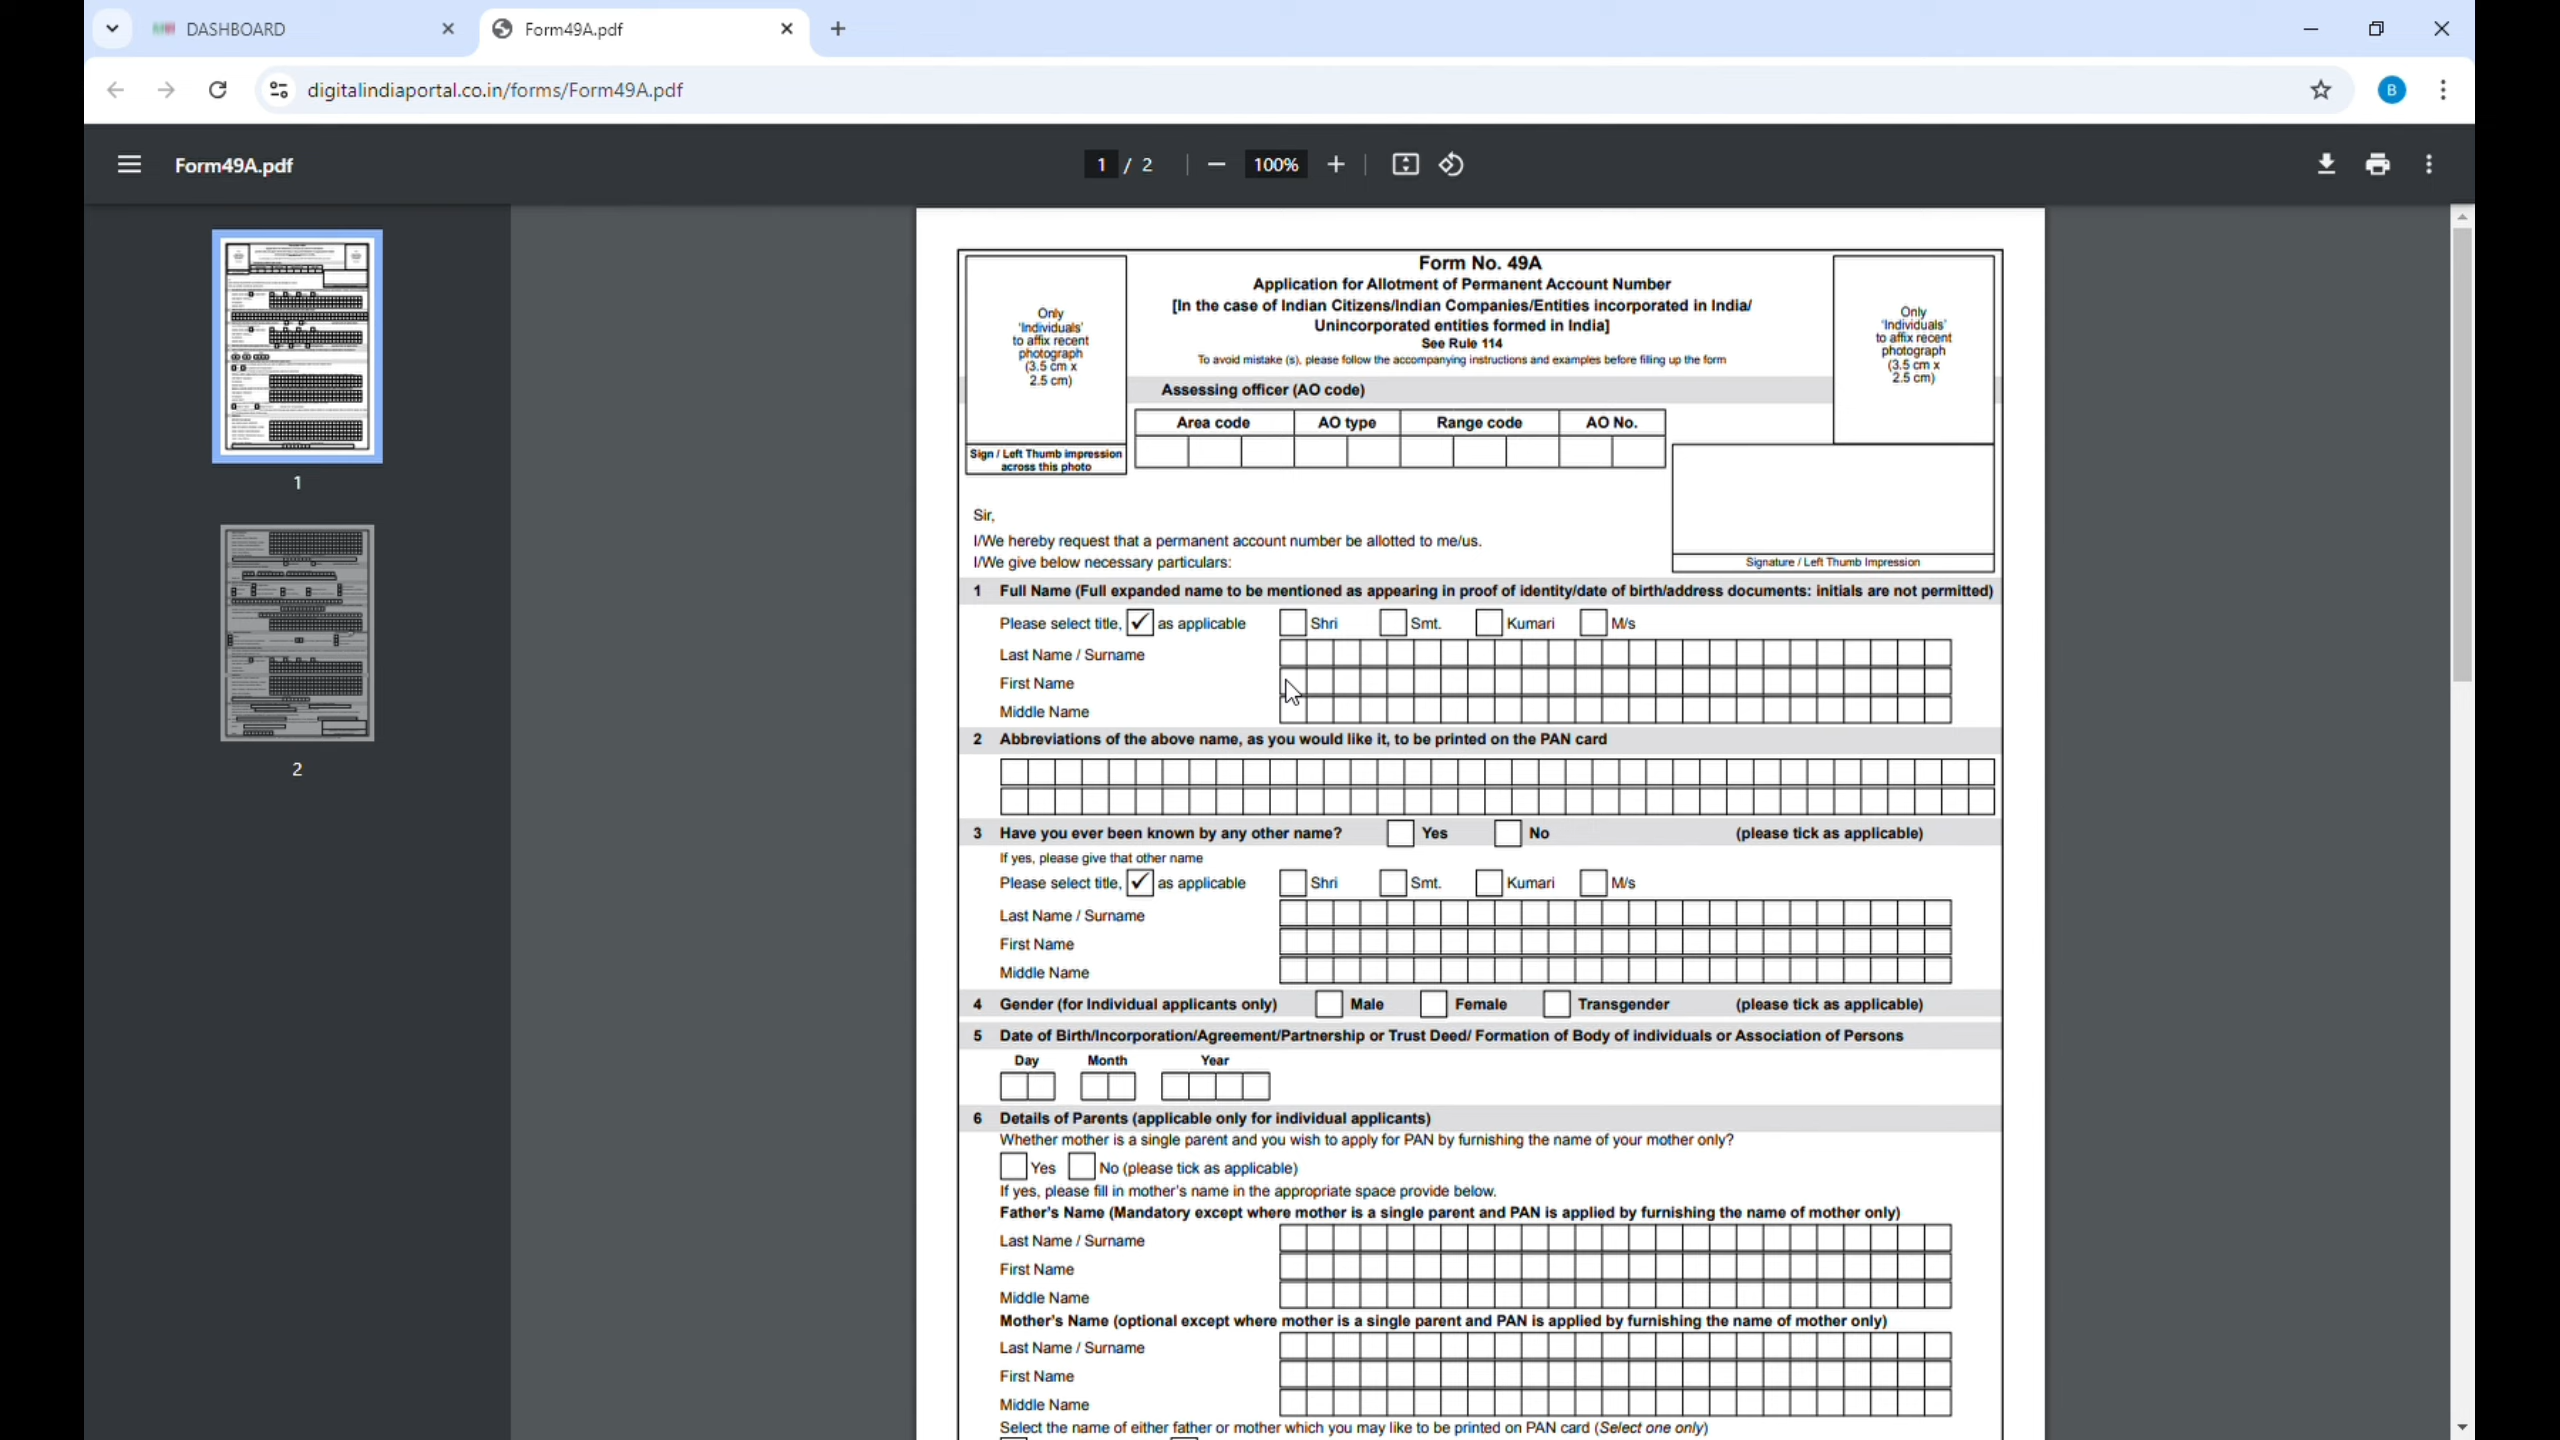 DASHBOARD
Form49A.pdf
digitalindiaportal.co.in/forms/Form49A.pdf
B
Form49A.pdf
1 / 2
100%
1
2
Form No. 49A
Application for Allotment of Permanent Account Number
[In the case of Indian Citizens/Indian Companies/Entities incorporated in India/
Unincorporated entities formed in India]
See Rule 114
To avoid mistake (s), please follow the accompanying instructions and examples before filling up the form
Only
'Individuals'
to affix recent
photograph
(3.5 cm x
2.5 cm)
Only
'Individuals'
to affix recent
photograph
(3.5 cm x
2.5 cm)
Assessing officer (AO code)
Area code AO type Range code AO No.
Sign / Left Thumb impression
across this photo
Sir,
I/We hereby request that a permanent account number be allotted to me/us.
I/We give below necessary particulars:
Signature / Left Thumb Impression
1 Full Name (Full expanded name to be mentioned as appearing in proof of identity/date of birth/address documents: initials are not permitted)
Please select title, ✓ as applicable Shri Smt. Kumari M/s
Last Name / Surname
First Name
Middle Name
2 Abbreviations of the above name, as you would like it, to be printed on the PAN card
3 Have you ever been known by any other name? Yes No (please tick as applicable)
If yes, please give that other name
Please select title, ✓ as applicable Shri Smt. Kumari M/s
Last Name / Surname
First Name
Middle Name
4 Gender (for Individual applicants only) Male Female Transgender (please tick as applicable)
5 Date of Birth/Incorporation/Agreement/Partnership or Trust Deed/ Formation of Body of individuals or Association of Persons
Day Month Year
6 Details of Parents (applicable only for individual applicants)
Whether mother is a single parent and you wish to apply for PAN by furnishing the name of your mother only?
Yes No (please tick as applicable)
If yes, please fill in mother's name in the appropriate space provide below.
Father's Name (Mandatory except where mother is a single parent and PAN is applied by furnishing the name of mother only)
Last Name / Surname
First Name
Middle Name
Mother's Name (optional except where mother is a single parent and PAN is applied by furnishing the name of mother only)
Last Name / Surname
First Name
Middle Name
Select the name of either father or mother which you may like to be printed on PAN card (Select one only)